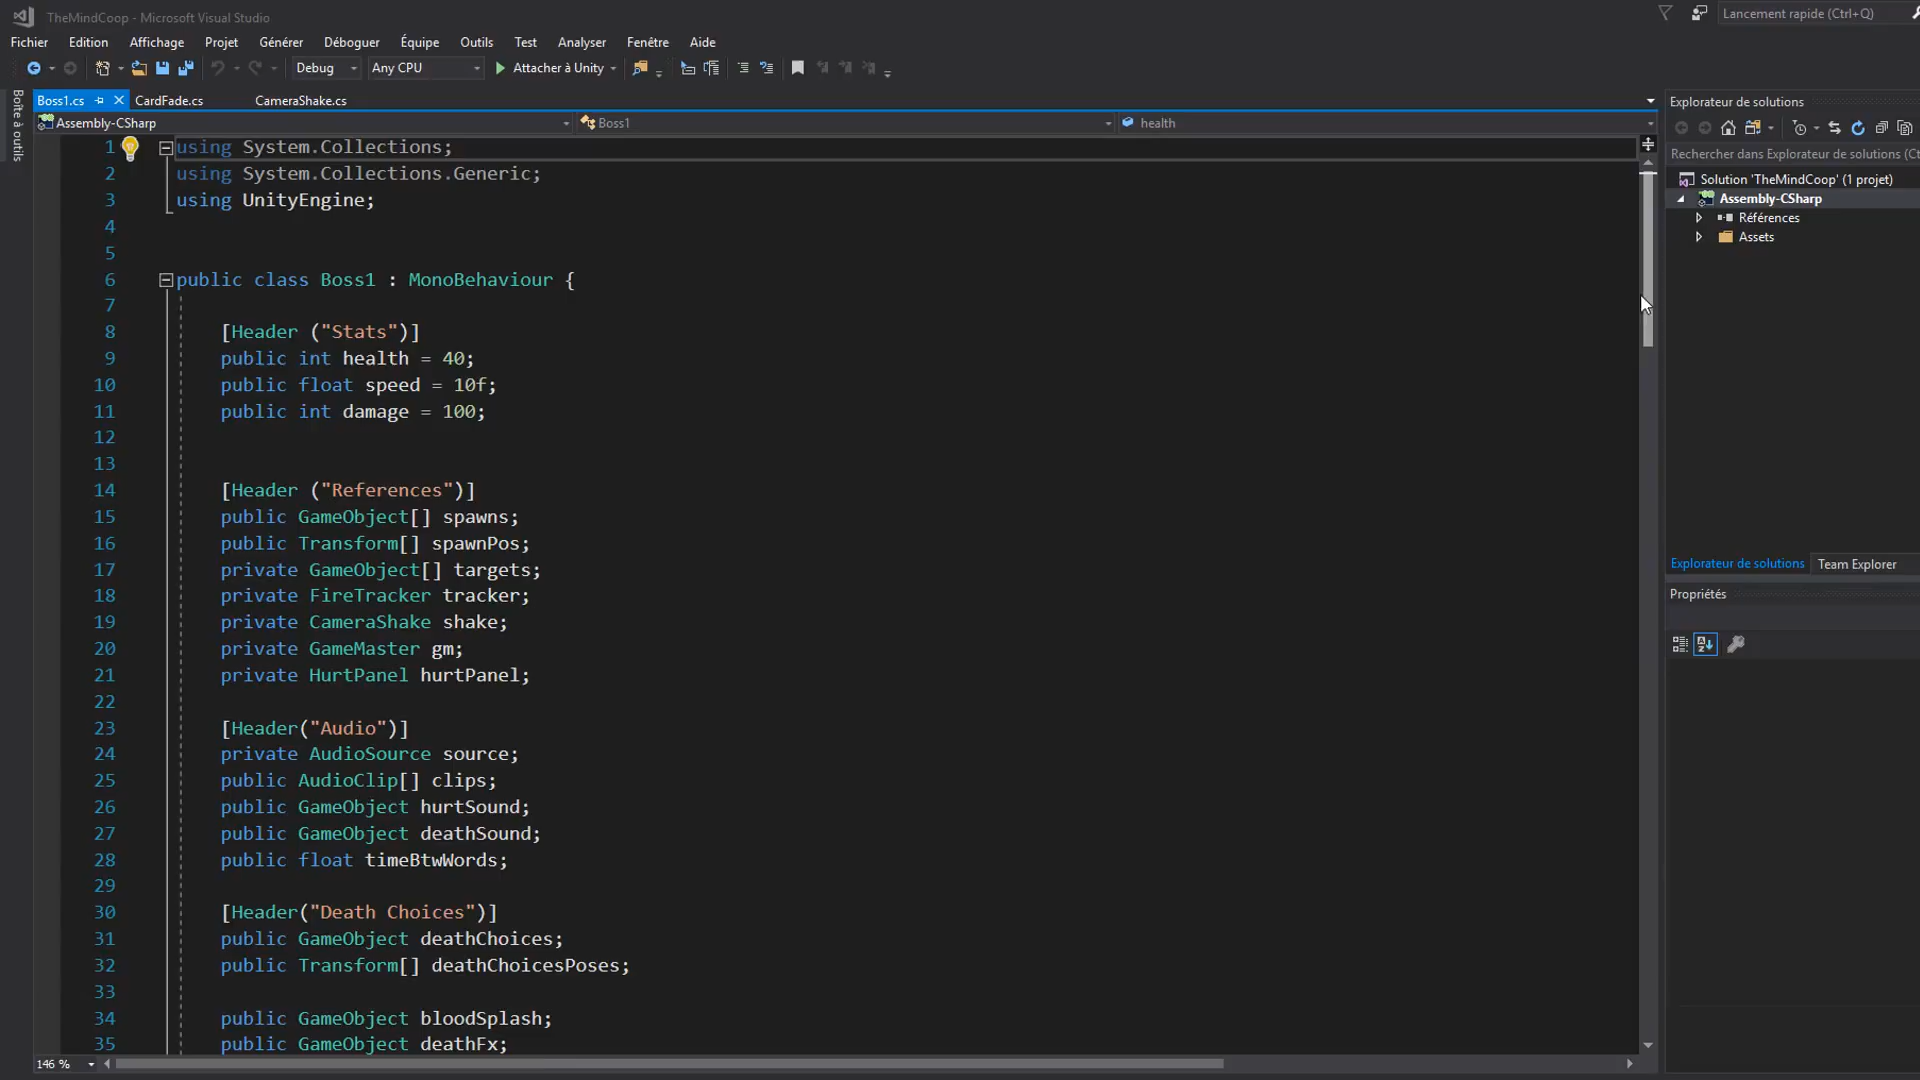 TheMindCoop - Microsoft Visual Studio
Lancement rapide (Ctrl+Q)
Fichier Edition Affichage Projet Générer Déboguer Équipe Outils Test Analyser Fenêtre Aide
Debug Any CPU Attacher à Unity
Boîte à outils
Boss1.cs CardFade.cs CameraShake.cs
Assembly-CSharp Boss1 health
1 using System.Collections;
2 using System.Collections.Generic;
3 using UnityEngine;
4
5
6 public class Boss1 : MonoBehaviour {
7
8 [Header ("Stats")]
9 public int health = 40;
10 public float speed = 10f;
11 public int damage = 100;
12
13
14 [Header ("References")]
15 public GameObject[] spawns;
16 public Transform[] spawnPos;
17 private GameObject[] targets;
18 private FireTracker tracker;
19 private CameraShake shake;
20 private GameMaster gm;
21 private HurtPanel hurtPanel;
22
23 [Header("Audio")]
24 private AudioSource source;
25 public AudioClip[] clips;
26 public GameObject hurtSound;
27 public GameObject deathSound;
28 public float timeBtwWords;
29
30 [Header("Death Choices")]
31 public GameObject deathChoices;
32 public Transform[] deathChoicesPoses;
33
34 public GameObject bloodSplash;
35 public GameObject deathFx;
146 %
Explorateur de solutions
Rechercher dans Explorateur de solutions (Ct
Solution 'TheMindCoop' (1 projet)
Assembly-CSharp
Références
Assets
Explorateur de solutions Team Explorer
Propriétés